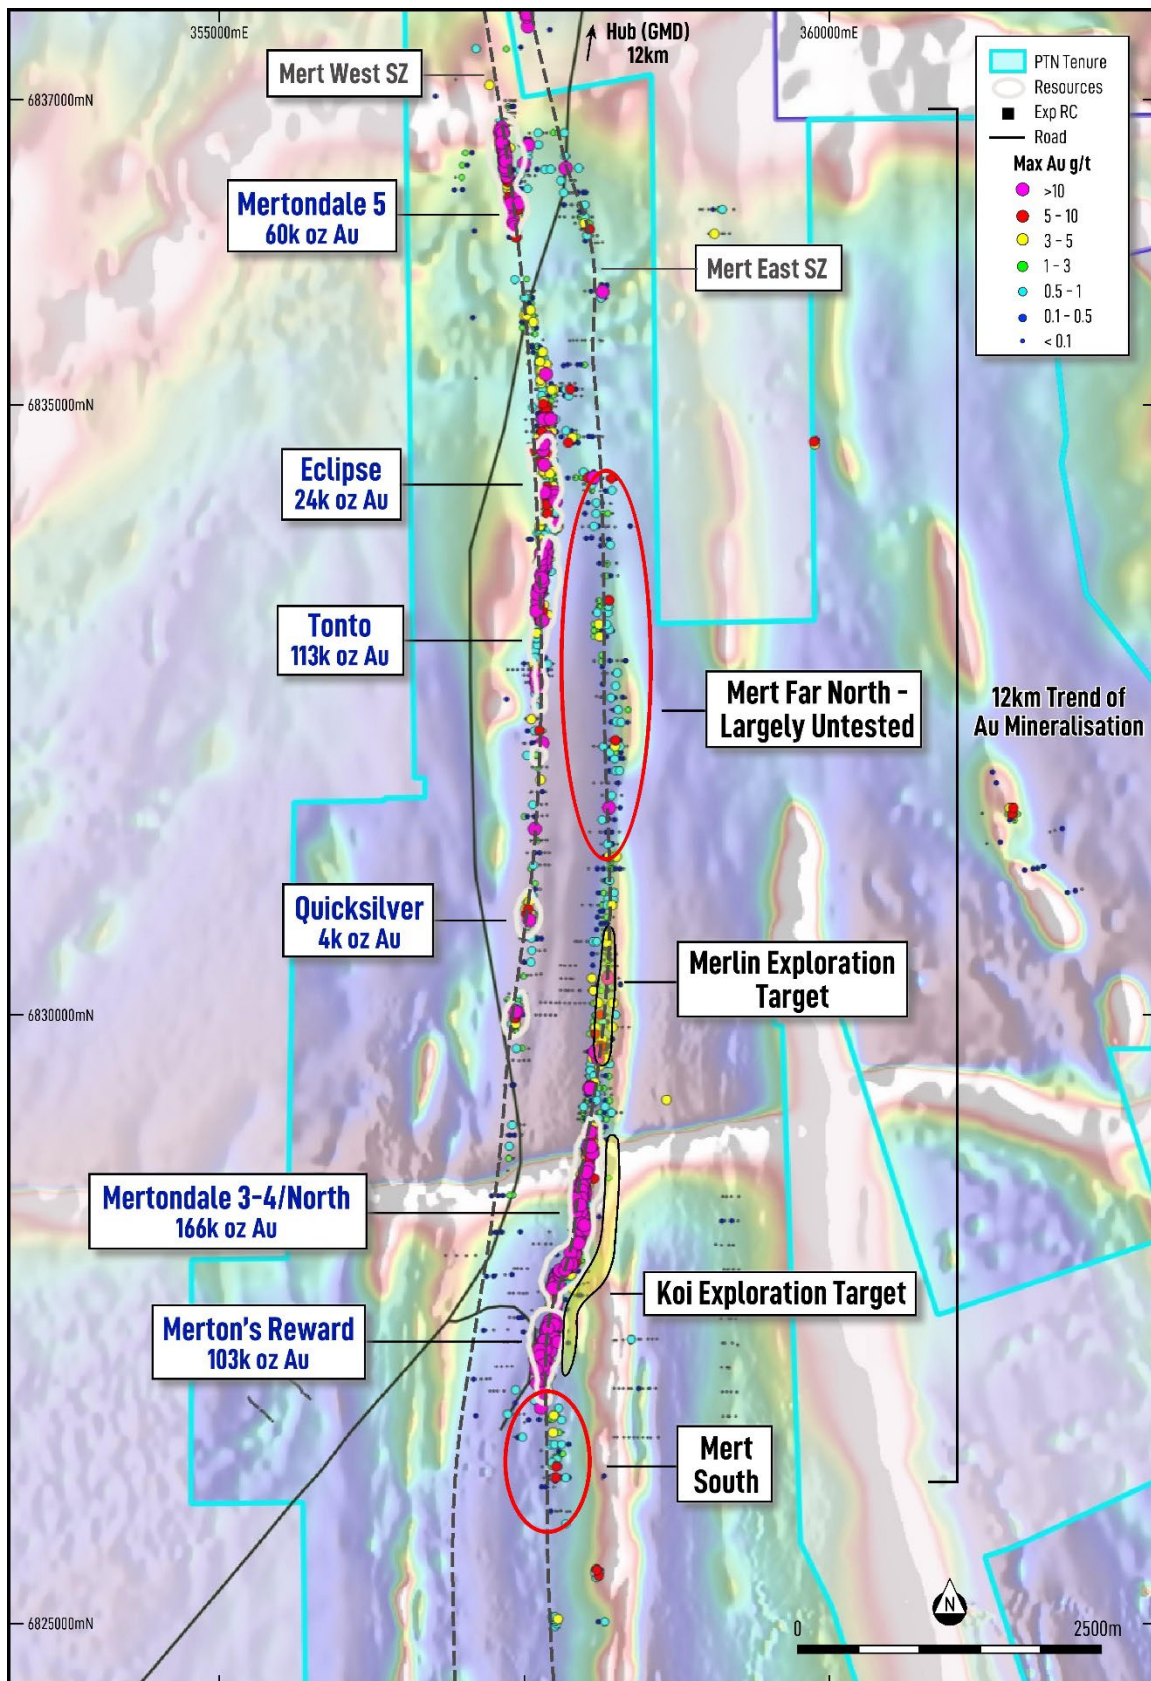 355000mE
Hub (GMD)
12km
360000mE
Mert West SZ
6837000mN
PTN Tenure
Resources
Exp RC
Road
Max Au g/t
>10
5 - 10
3 - 5
1 - 3
0.5 - 1
0.1 - 0.5
< 0.1
Mertondale 5
60k oz Au
Mert East SZ
6835000mN
Eclipse
24k oz Au
Tonto
113k oz Au
Mert Far North -
Largely Untested
12km Trend of
Au Mineralisation
Quicksilver
4k oz Au
Merlin Exploration
Target
6830000mN
Mertondale 3-4/North
166k oz Au
Koi Exploration Target
Merton's Reward
103k oz Au
Mert
South
N
6825000mN
0
2500m